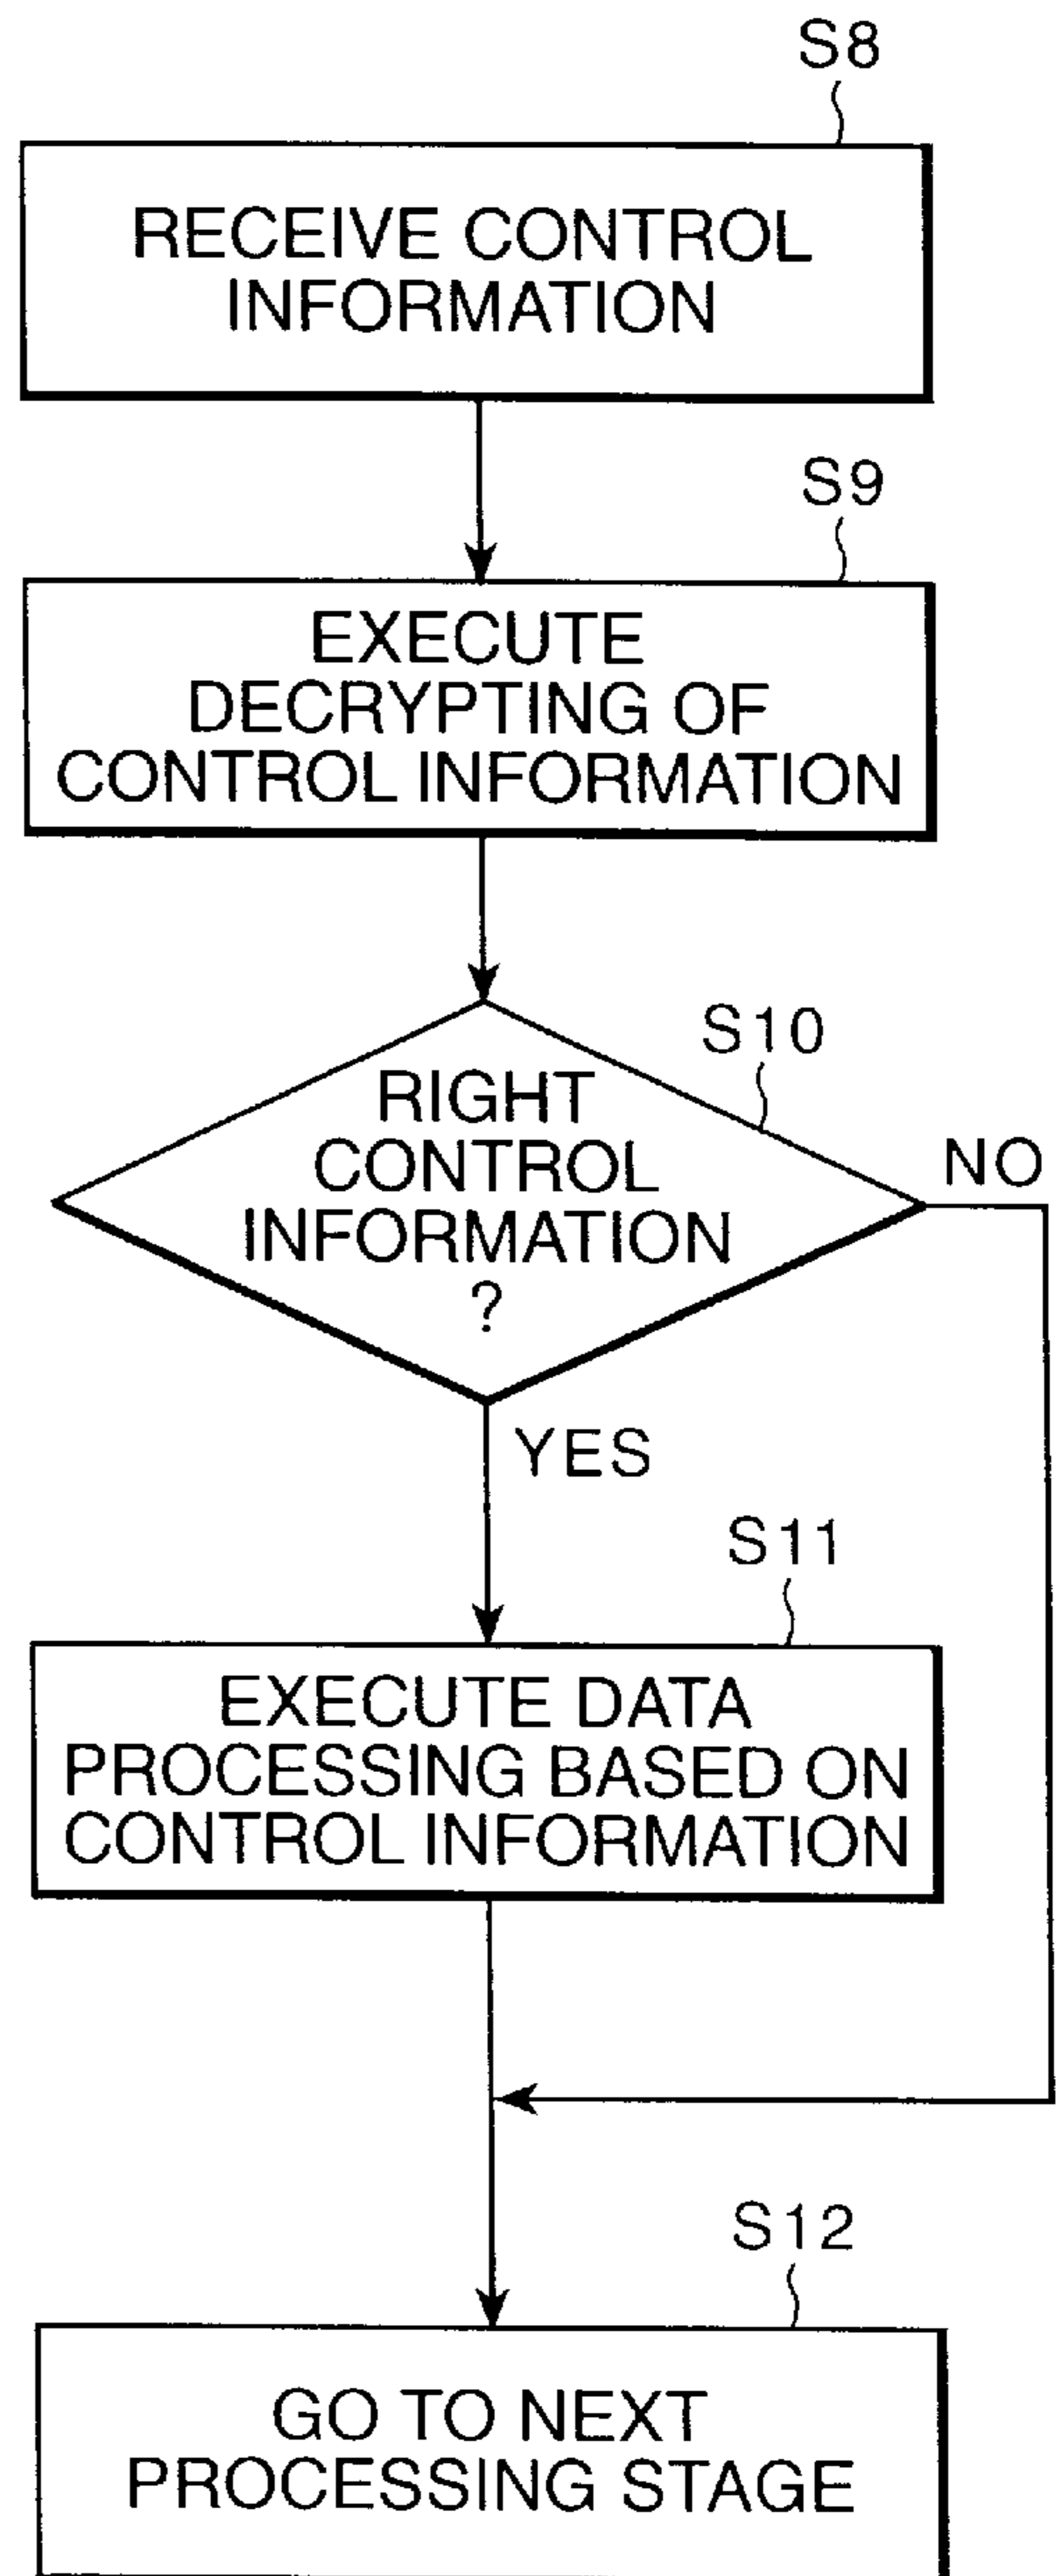 S8
RECEIVE CONTROL
INFORMATION
S9
EXECUTE
DECRYPTING OF
CONTROL INFORMATION
S10
RIGHT
CONTROL
INFORMATION
?
NO
YES
S11
EXECUTE DATA
PROCESSING BASED ON
CONTROL INFORMATION
S12
GO TO NEXT
PROCESSING STAGE